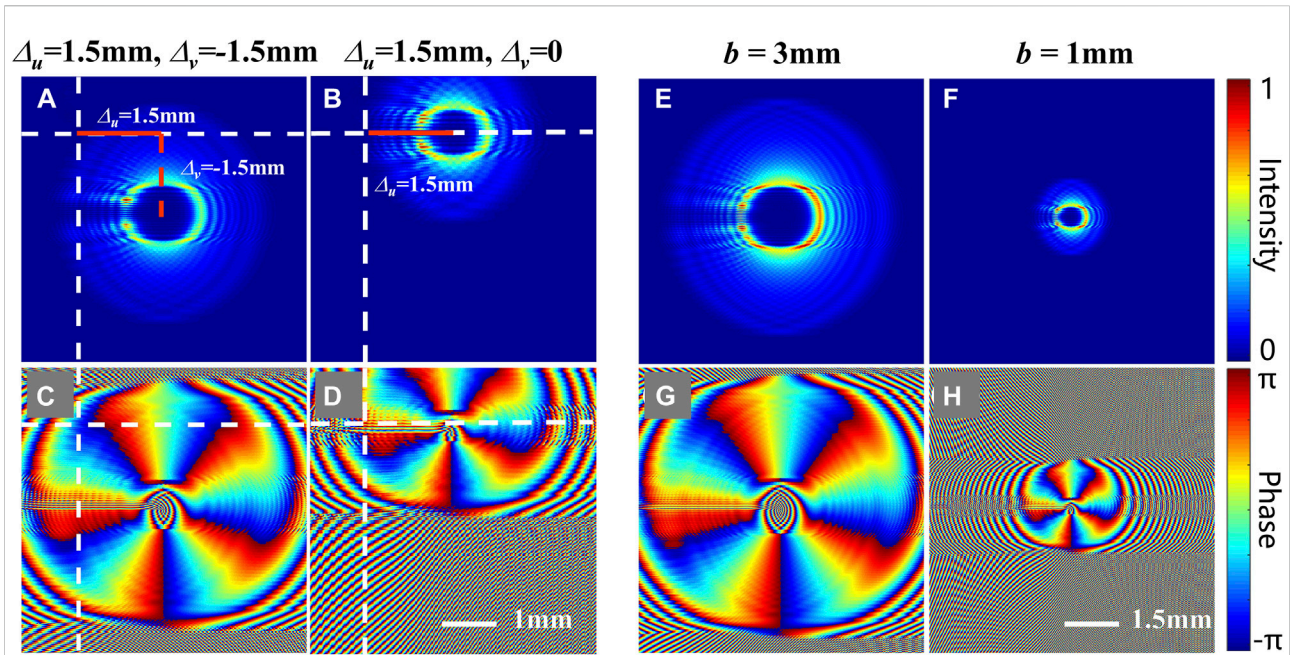 Δu=1.5mm, Δv=-1.5mm
Δu=1.5mm, Δv=0
b = 3mm
b = 1mm
A
Δu=1.5mm
Δv=-1.5mm
B
Δu=1.5mm
E
F
1
Intensity
0
C
D
1mm
G
H
1.5mm
π
Phase
-π